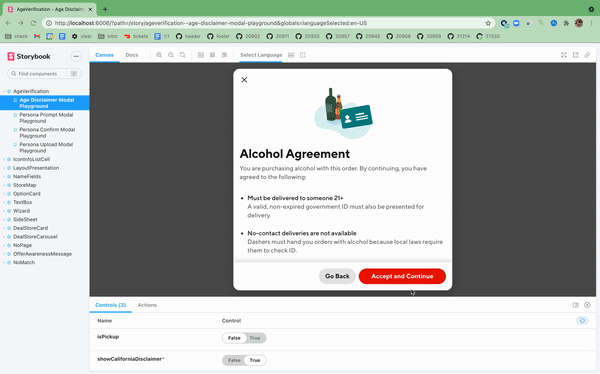 AgeVerification - Age Disclaim
http://localhost:6006/?path=/story/ageverification--age-disclaimer-modal-playground&globals=languageSelected:en-US
check
img
clear
intro
tickets
1:1
header
footer
20902
20911
20920
20937
20945
20958
20959
21214
21333
Storybook
Find components
/
AgeVerification
Age Disclaimer Modal
Playground
Persona Prompt Modal
Playground
Persona Confirm Modal
Playground
Persona Upload Modal
Playground
IconInfoListCell
LayoutPresentation
NameFields
StoreMap
OptionCard
TextBox
Wizard
SideSheet
DealStoreCard
DealStoreCarousel
NoPage
OfferAwarenessMessage
NoMatch
Canvas
Docs
Select Language
Alcohol Agreement
You are purchasing alcohol with this order. By continuing, you have
agreed to the following:
• Must be delivered to someone 21+
A valid, non-expired government ID must also be presented for
delivery.
• No-contact deliveries are not available
Dashers must hand you orders with alcohol because local laws require
them to check ID.
Go Back
Accept and Continue
Controls (3)
Actions
Name
Control
isPickup
False
True
showCaliforniaDisclaimer*
False
True